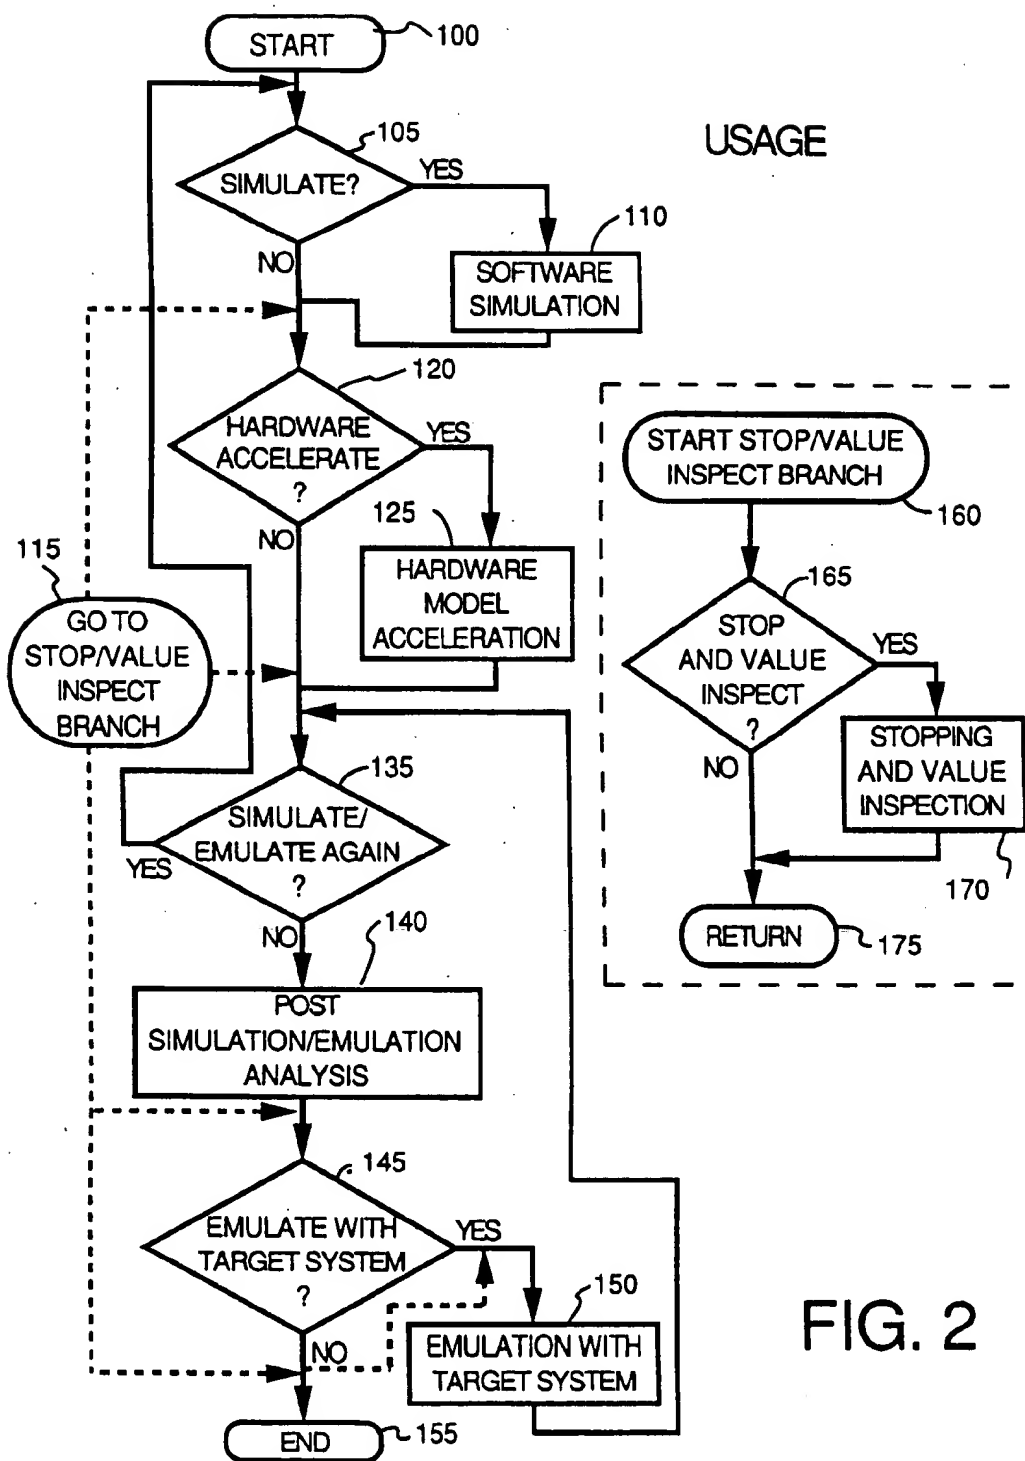 START
100
USAGE
105
SIMULATE?
YES
NO
110
SOFTWARE
SIMULATION
120
HARDWARE
ACCELERATE
?
YES
NO
125
HARDWARE
MODEL
ACCELERATION
115
GO TO
STOP/VALUE
INSPECT
BRANCH
135
SIMULATE/
EMULATE AGAIN
?
YES
NO
140
POST
SIMULATION/EMULATION
ANALYSIS
145
EMULATE WITH
TARGET SYSTEM
?
YES
NO
150
EMULATION WITH
TARGET SYSTEM
END
155
START STOP/VALUE
INSPECT BRANCH
160
165
STOP
AND VALUE
INSPECT
?
YES
NO
STOPPING
AND VALUE
INSPECTION
170
RETURN
175
FIG. 2